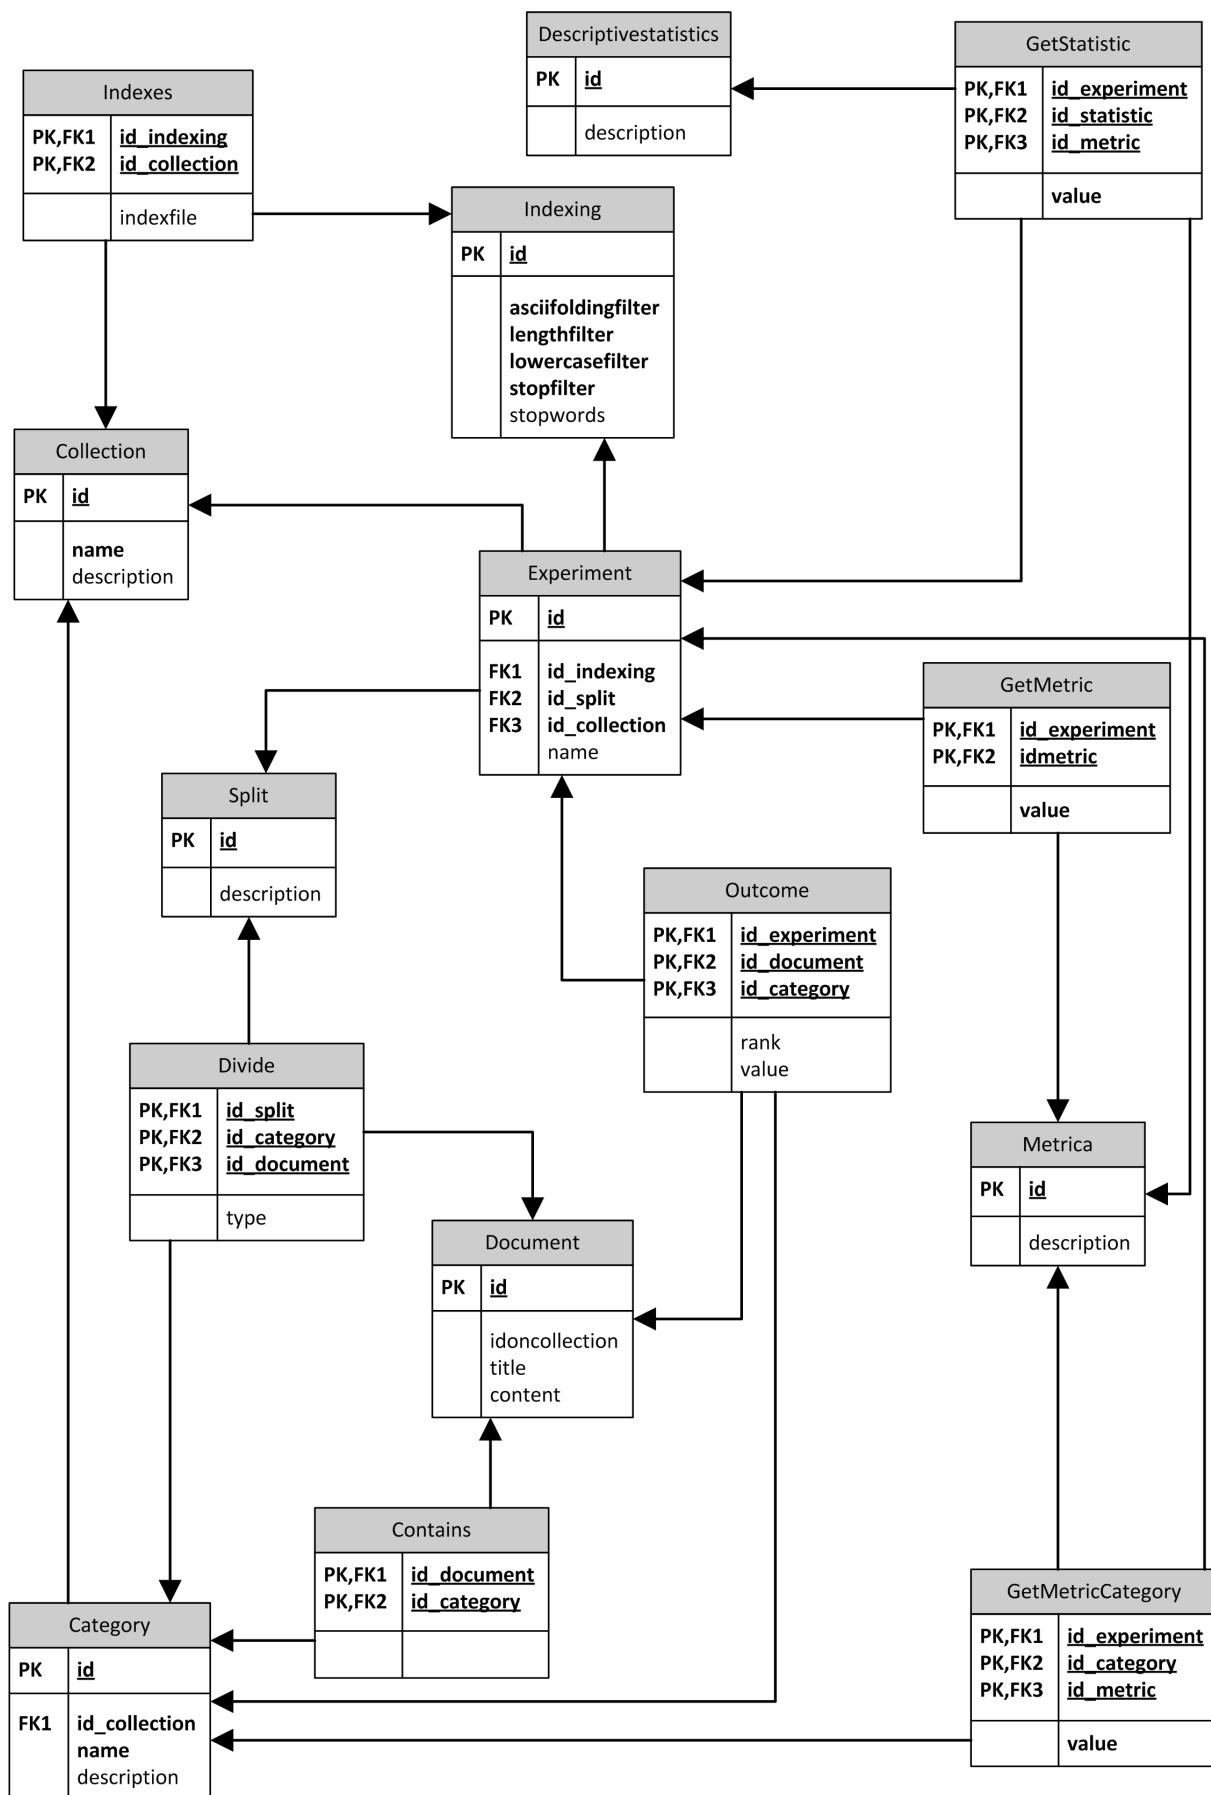 Descriptivestatistics
PK id
description
GetStatistic
PK,FK1 id_experiment
PK,FK2 id_statistic
PK,FK3 id_metric
value
Indexes
PK,FK1 id_indexing
PK,FK2 id_collection
indexfile
Indexing
PK id
asciifoldingfilter
lengthfilter
lowercasefilter
stopfilter
stopwords
Collection
PK id
name
description
Experiment
PK id
FK1 id_indexing
FK2 id_split
FK3 id_collection
name
GetMetric
PK,FK1 id_experiment
PK,FK2 idmetric
value
Split
PK id
description
Outcome
PK,FK1 id_experiment
PK,FK2 id_document
PK,FK3 id_category
rank
value
Divide
PK,FK1 id_split
PK,FK2 id_category
PK,FK3 id_document
type
Metrica
PK id
description
Document
PK id
idoncollection
title
content
Contains
PK,FK1 id_document
PK,FK2 id_category
Category
PK id
FK1 id_collection
name
description
GetMetricCategory
PK,FK1 id_experiment
PK,FK2 id_category
PK,FK3 id_metric
value